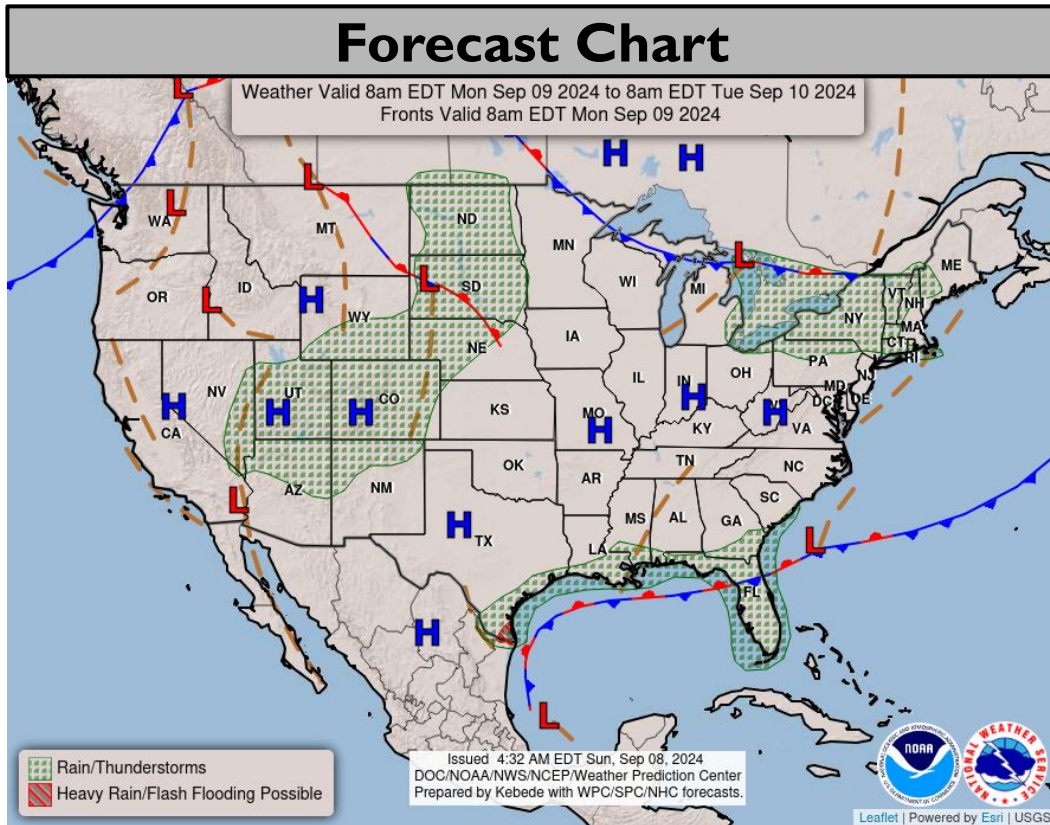 Forecast Chart
Weather Valid 8am EDT Mon Sep 09 2024 to 8am EDT Tue Sep 10 2024
Fronts Valid 8am EDT Mon Sep 09 2024
L
H H
L
L
WA
MT
ND
MN
ME
L
L
OR
ID
L
H
WY
SD
WI
MI
VT
NH
NY
MA
CT
RI
NE
IA
PA
NJ
OH
IL
IN
MD
DE
DC
NV
UT
CO
H
H
H
KS
MO
H
H
H
KY
VA
CA
OK
TN
NC
AZ
NM
AR
SC
L
H
TX
MS
AL
GA
LA
L
FL
H
L
Rain/Thunderstorms
Heavy Rain/Flash Flooding Possible
Issued 4:32 AM EDT Sun, Sep 08, 2024
DOC/NOAA/NWS/NCEP/Weather Prediction Center
Prepared by Kebede with WPC/SPC/NHC forecasts.
NOAA
NATIONAL WEATHER SERVICE
Leaflet | Powered by Esri | USGS